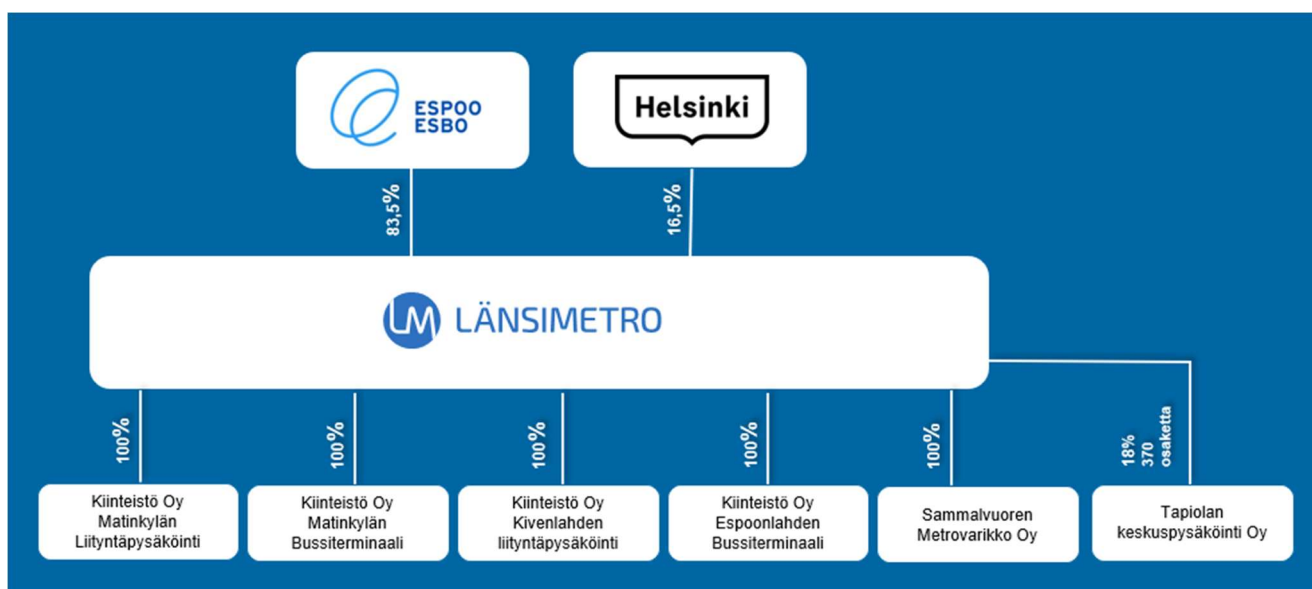 ESPOO
ESBO
Helsinki
83,5%
16,5%
LM LÄNSIMETRO
100%
100%
100%
100%
100%
18%
370
osaketta
Kiinteistö Oy
Matinkylän
Liityntäpysäköinti
Kiinteistö Oy
Matinkylän
Bussiterminaali
Kiinteistö Oy
Kivenlahden
liityntäpysäköinti
Kiinteistö Oy
Espoonlahden
Bussiterminaali
Sammalvuoren
Metrovarikko Oy
Tapiolan
keskuspysäköinti Oy